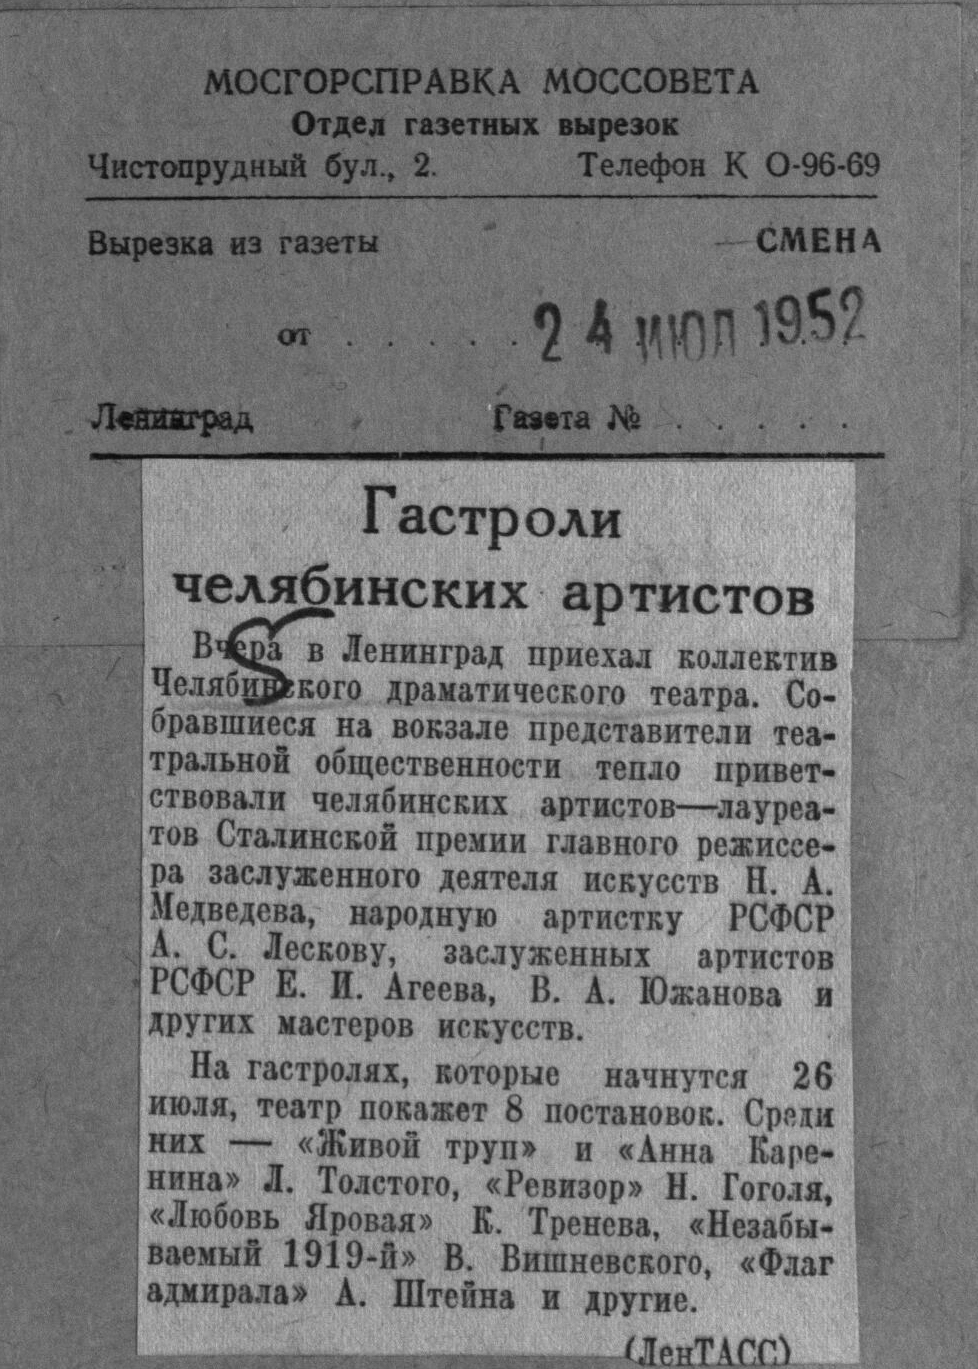 МОСГОРСПРАВКА МОССОВЕТА
Отдел газетных вырезок
Чистопрудный бул., 2. Телефон К 0-96-69
Вырезка из газеты СМЕНА
от . . . . . 24 ИЮЛ 1952
Ленинград Газета № . . . . .
Гастроли
челябинских артистов
Вчера в Ленинград приехал коллектив
Челябинского драматического театра. Со-
бравшиеся на вокзале представители теа-
тральной общественности тепло привет-
ствовали челябинских артистов—лауреа-
тов Сталинской премии главного режиссе-
ра заслуженного деятеля искусств Н. А.
Медведева, народную артистку РСФСР
А. С. Лескову, заслуженных артистов
РСФСР Е. И. Агеева, В. А. Южанова и
других мастеров искусств.
На гастролях, которые начнутся 26
июля, театр покажет 8 постановок. Среди
них — «Живой труп» и «Анна Каре-
нина» Л. Толстого, «Ревизор» Н. Гоголя,
«Любовь Яровая» К. Тренева, «Незабы-
ваемый 1919-й» В. Вишневского, «Флаг
адмирала» А. Штейна и другие.
(ЛенТАСС)